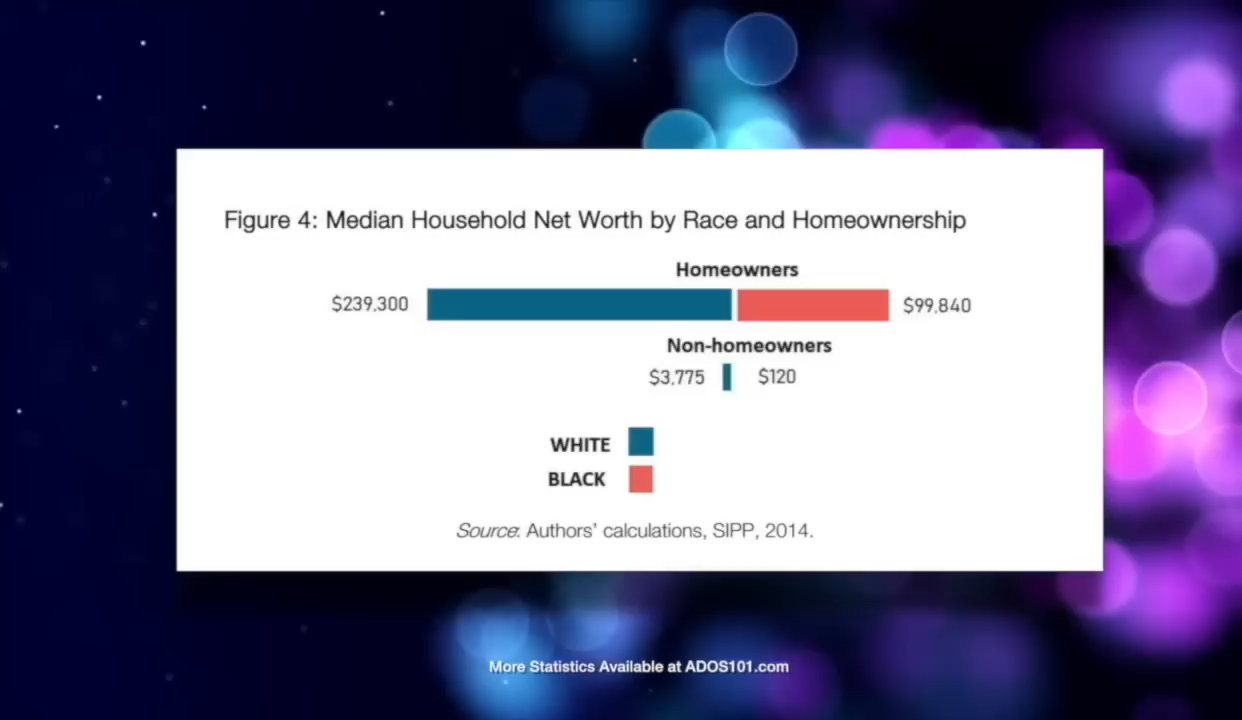 Figure 4: Median Household Net Worth by Race and Homeownership
Homeowners
$239,300 $99,840
Non-homeowners
$3,775 $120
WHITE
BLACK
Source: Authors' calculations, SIPP, 2014.
More Statistics Available at ADOS101.com